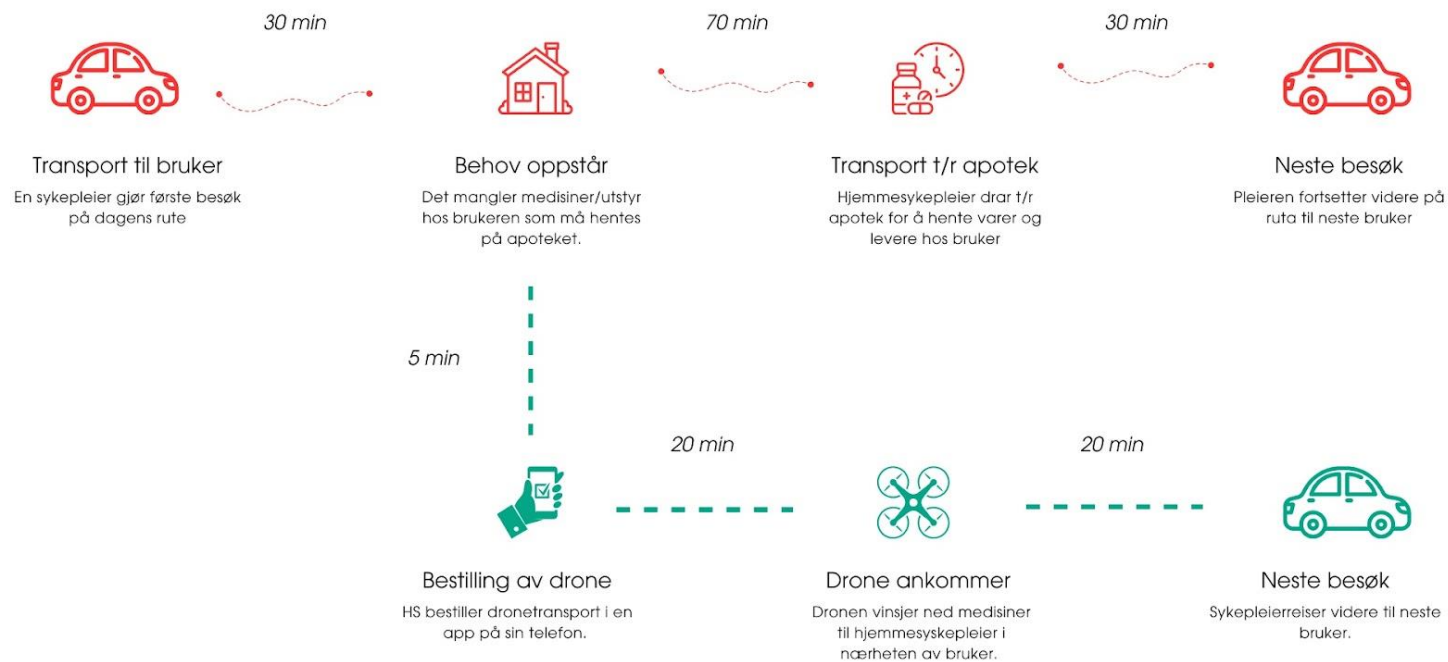 30 min
70 min
30 min
Transport til bruker
En sykepleier gjør første besøk
på dagens rute
Behov oppstår
Det mangler medisiner/utstyr
hos brukeren som må hentes
på apoteket.
Transport t/r apotek
Hjemmesykepleier drar t/r
apotek for å hente varer og
levere hos bruker
Neste besøk
Pleieren fortsetter videre på
ruta til neste bruker
5 min
20 min
20 min
Bestilling av drone
HS bestiller dronetransport i en
app på sin telefon.
Drone ankommer
Dronen vinsjer ned medisiner
til hjemmesyskepleier i
nærheten av bruker.
Neste besøk
Sykepleierreiser videre til neste
bruker.